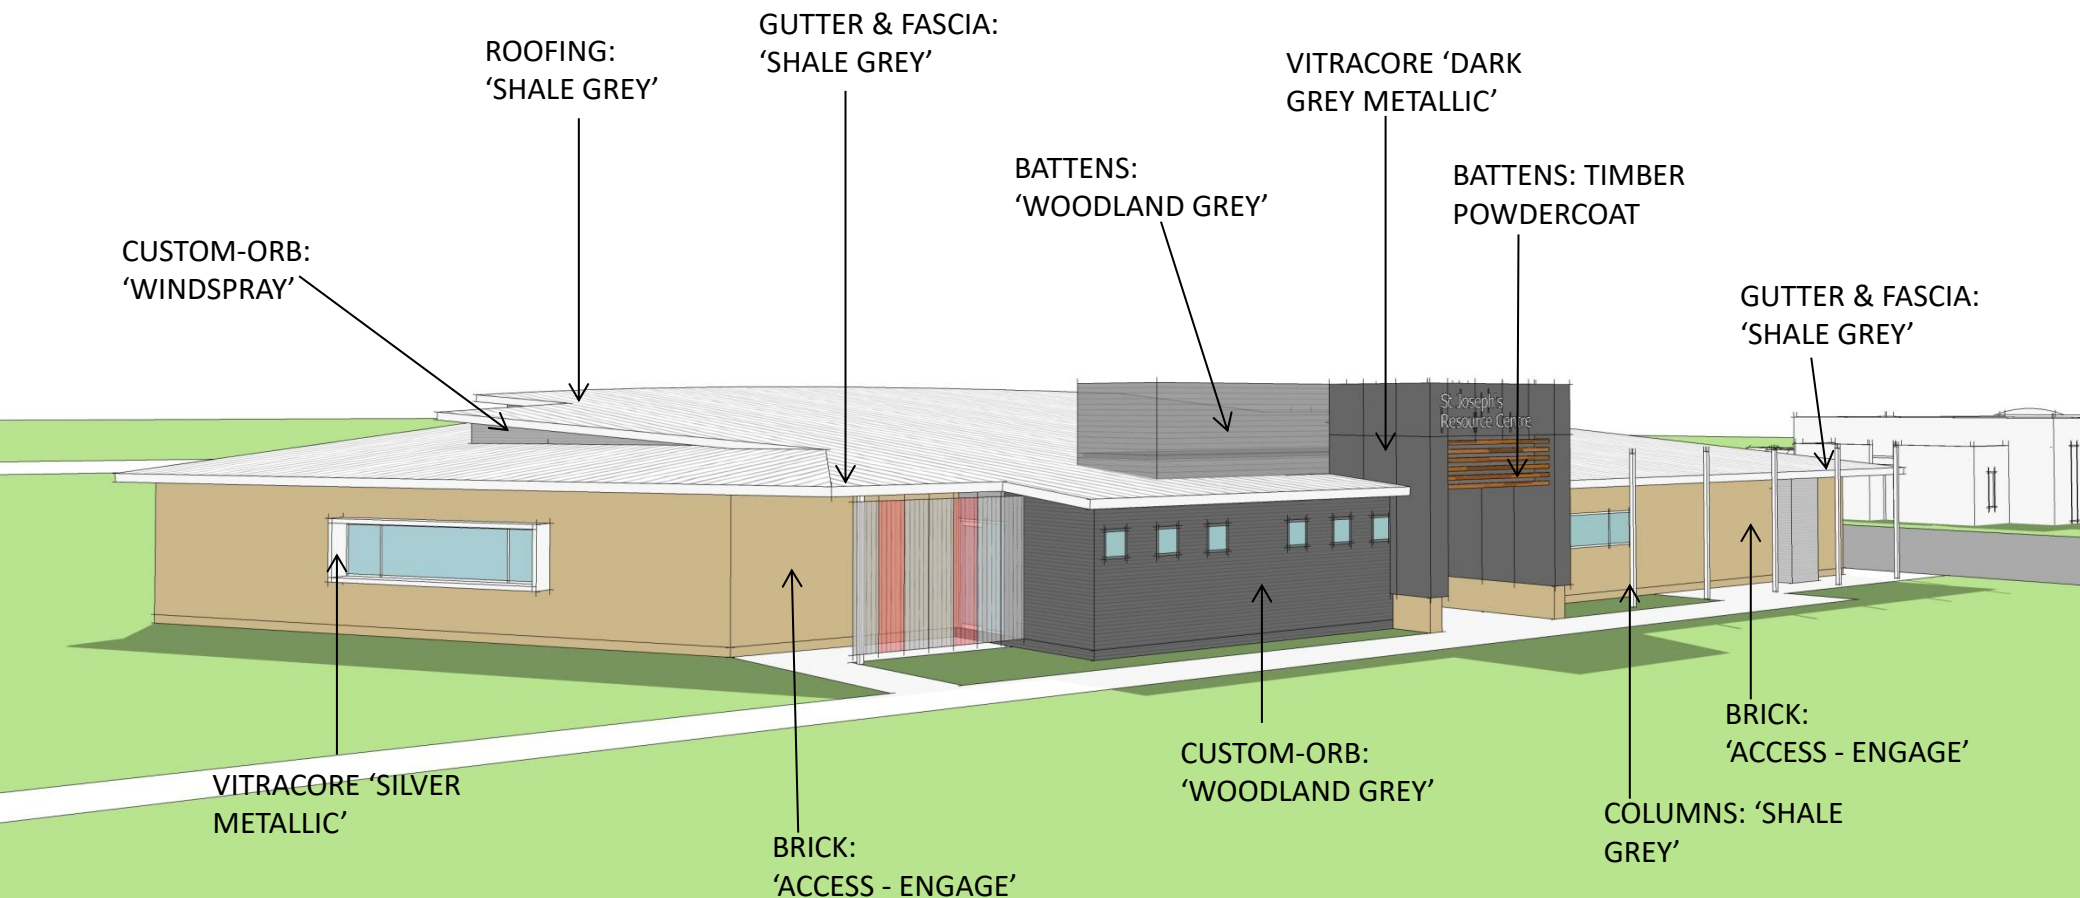 GUTTER & FASCIA:
‘SHALE GREY’
ROOFING:
‘SHALE GREY’
VITRACORE ‘DARK
GREY METALLIC’
BATTENS:
‘WOODLAND GREY’
BATTENS: TIMBER
POWDERCOAT
CUSTOM-ORB:
‘WINDSPRAY’
GUTTER & FASCIA:
‘SHALE GREY’
St. Joseph's
Resource Centre
BRICK:
‘ACCESS - ENGAGE’
CUSTOM-ORB:
‘WOODLAND GREY’
VITRACORE ‘SILVER
METALLIC’
COLUMNS: ‘SHALE
GREY’
BRICK:
‘ACCESS - ENGAGE’